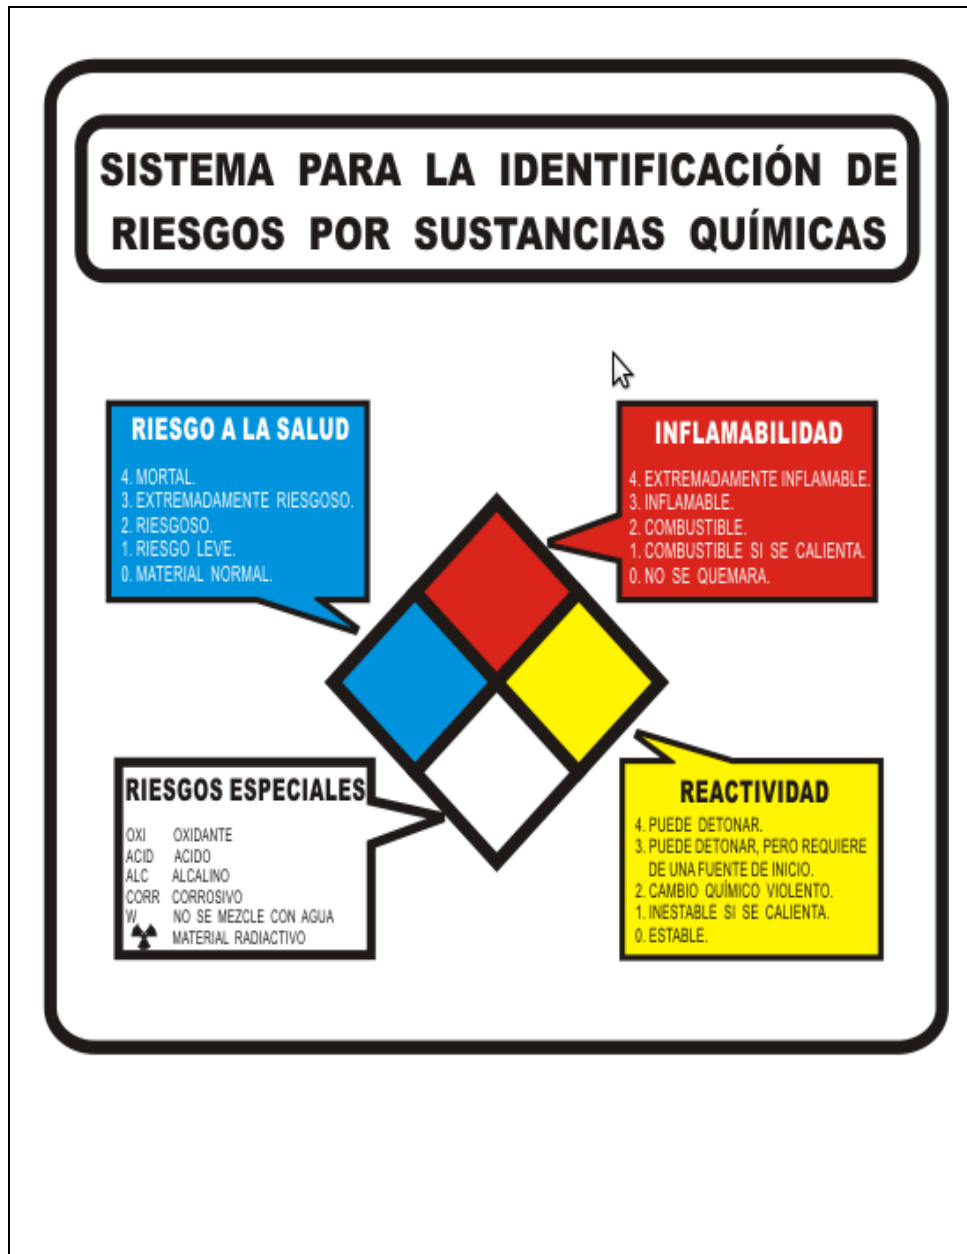 SISTEMA PARA LA IDENTIFICACIÓN DE
RIESGOS POR SUSTANCIAS QUÍMICAS
RIESGO A LA SALUD
4. MORTAL.
3. EXTREMADAMENTE RIESGOSO.
2. RIESGOSO.
1. RIESGO LEVE.
0. MATERIAL NORMAL.
INFLAMABILIDAD
4. EXTREMADAMENTE INFLAMABLE.
3. INFLAMABLE.
2. COMBUSTIBLE.
1. COMBUSTIBLE SI SE CALIENTA.
0. NO SE QUEMARA.
RIESGOS ESPECIALES
OXI OXIDANTE
ACID ACIDO
ALC ALCALINO
CORR CORROSIVO
W NO SE MEZCLE CON AGUA
MATERIAL RADIACTIVO
REACTIVIDAD
4. PUEDE DETONAR.
3. PUEDE DETONAR, PERO REQUIERE
DE UNA FUENTE DE INICIO.
2. CAMBIO QUÍMICO VIOLENTO.
1. INESTABLE SI SE CALIENTA.
0. ESTABLE.